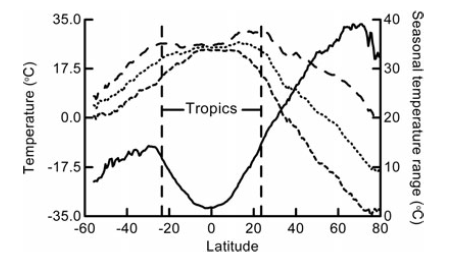 35.0
17.5
0.0
-17.5
-35.0
Temperature (°C)
40
30
20
10
0
Seasonal temperature range (°C)
Tropics
-60 -40 -20 0 20 40 60 80
Latitude